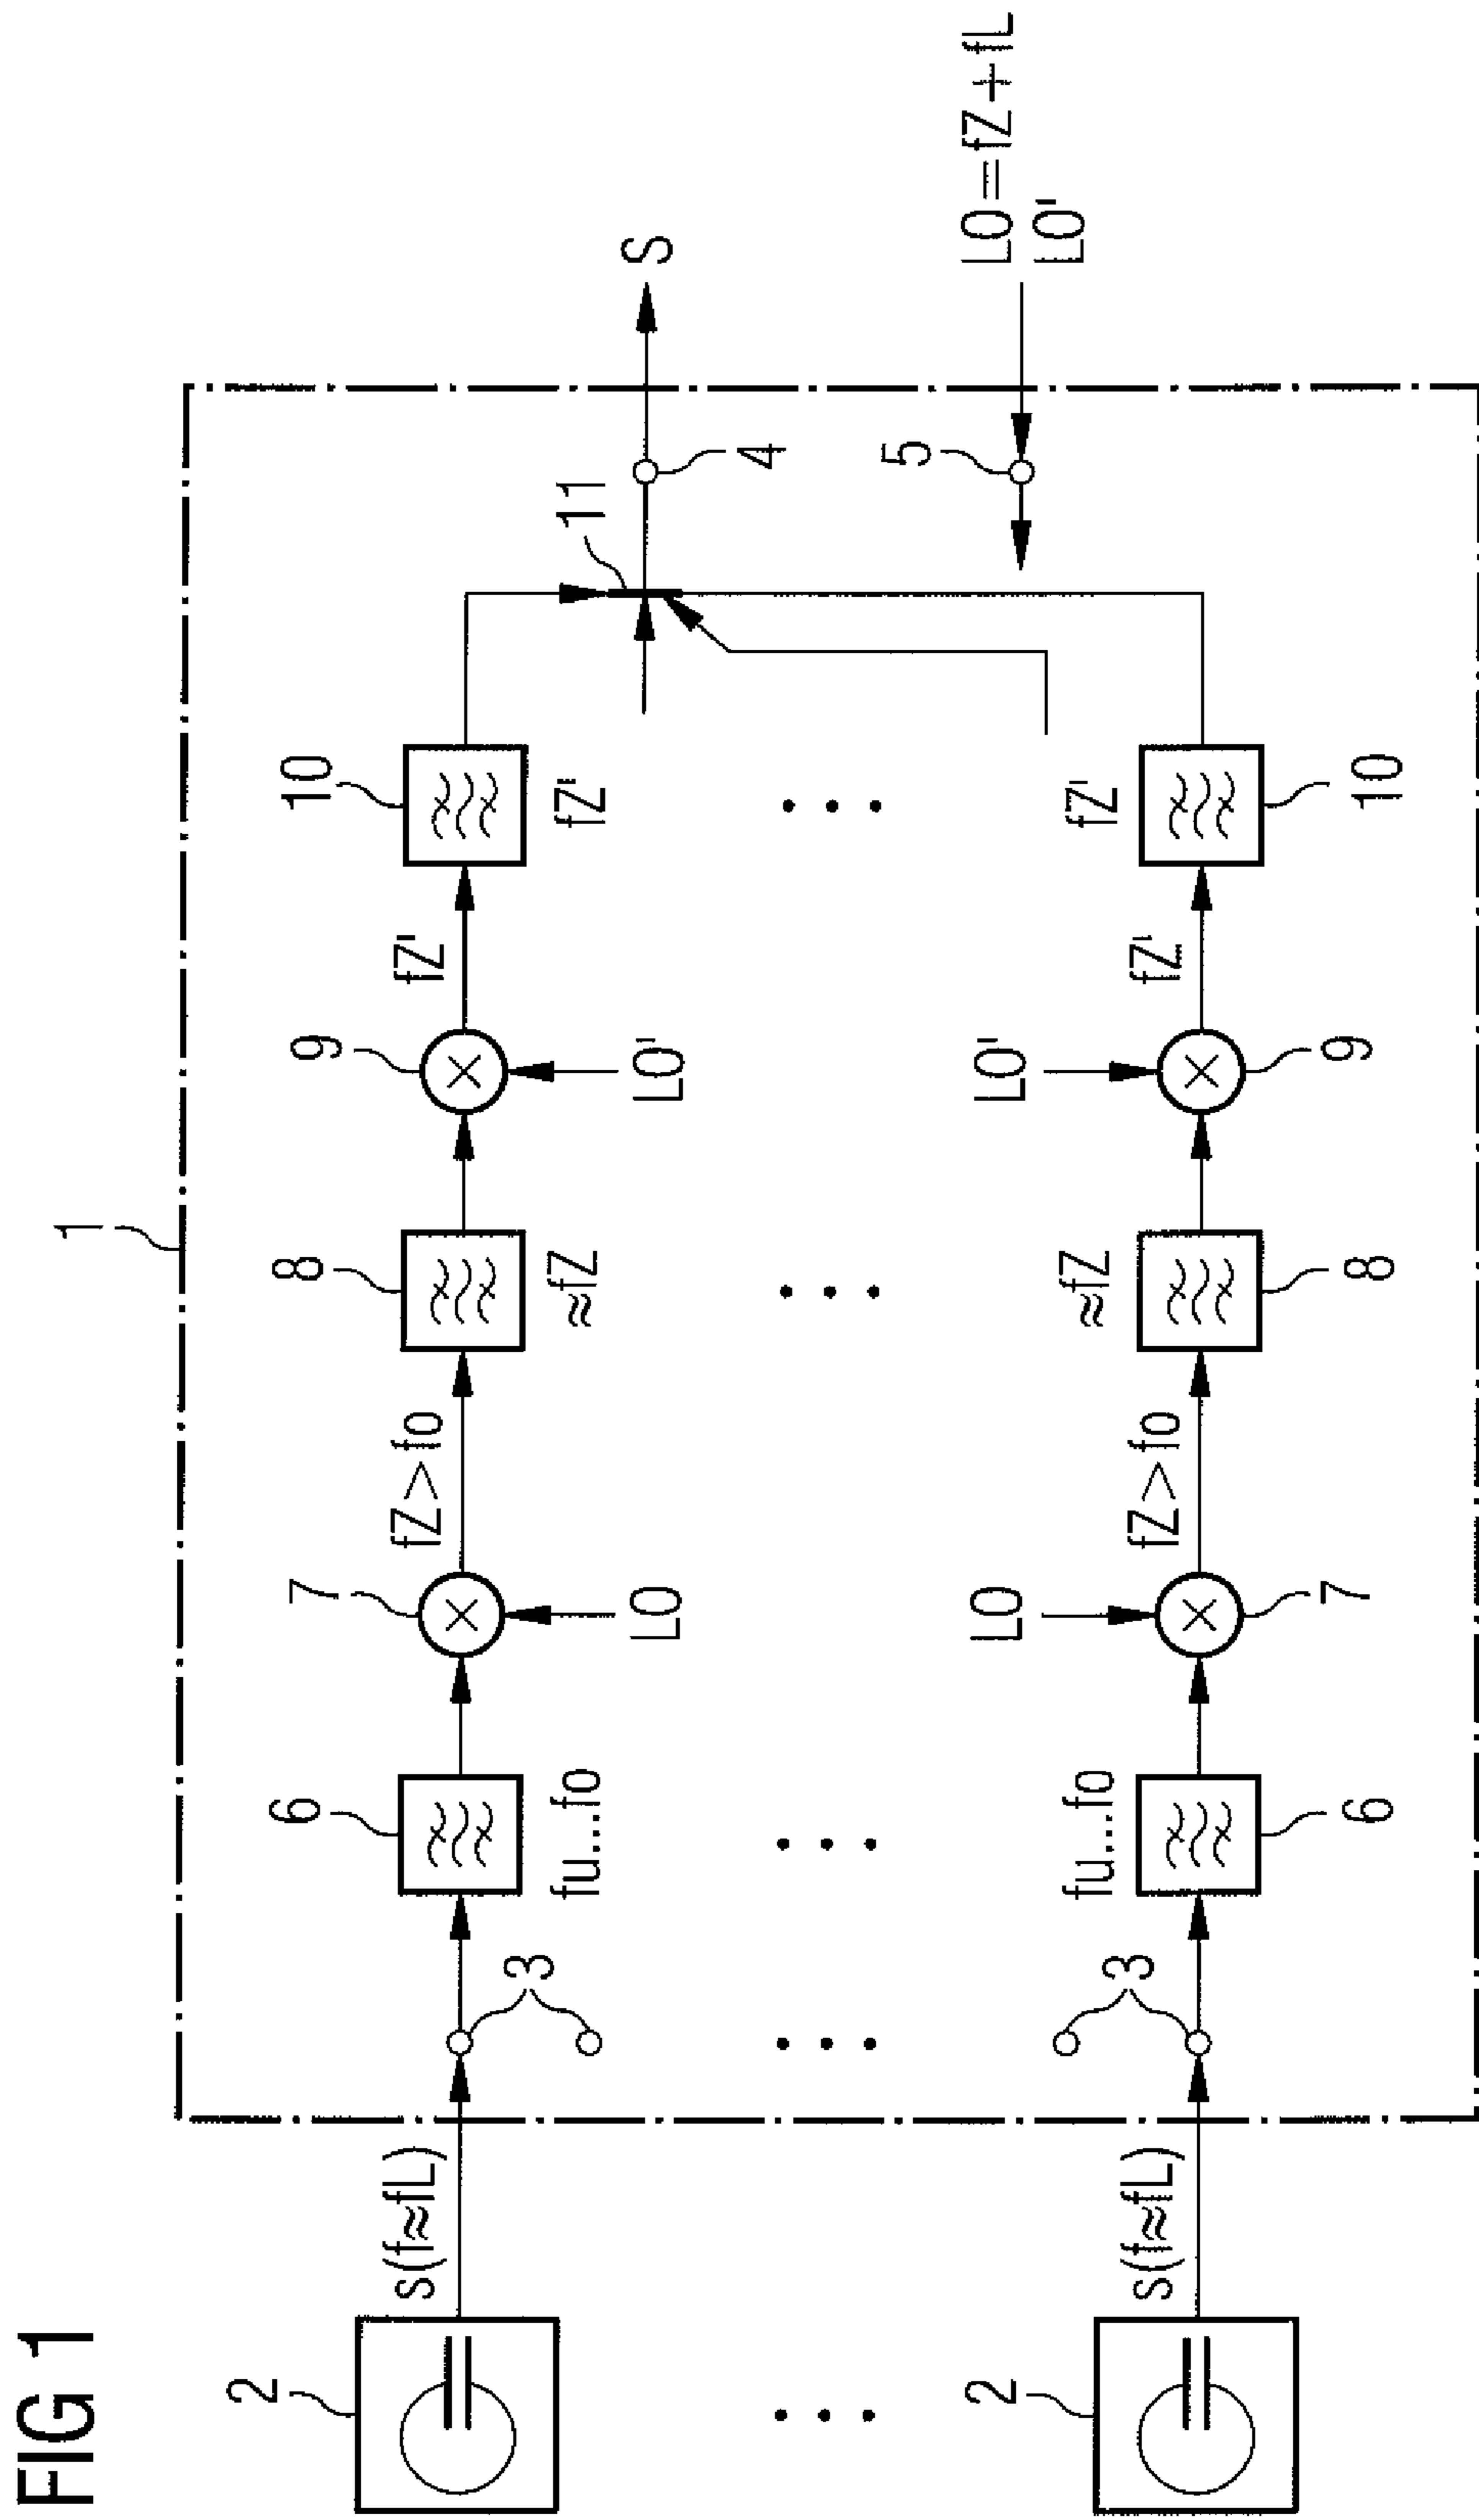 FIG 1
1
2
s(f≈fL)
3
6
fu...fo
7
LO
fZ>fo
8
≈fZ
9
LO'
fZ'
10
fZ'
11
4
S
5
LO=fZ+fL
LO'
2
s(f≈fL)
3
fu...fo
6
LO
7
fZ>fo
≈fZ
8
LO'
9
fZ'
fZ'
10